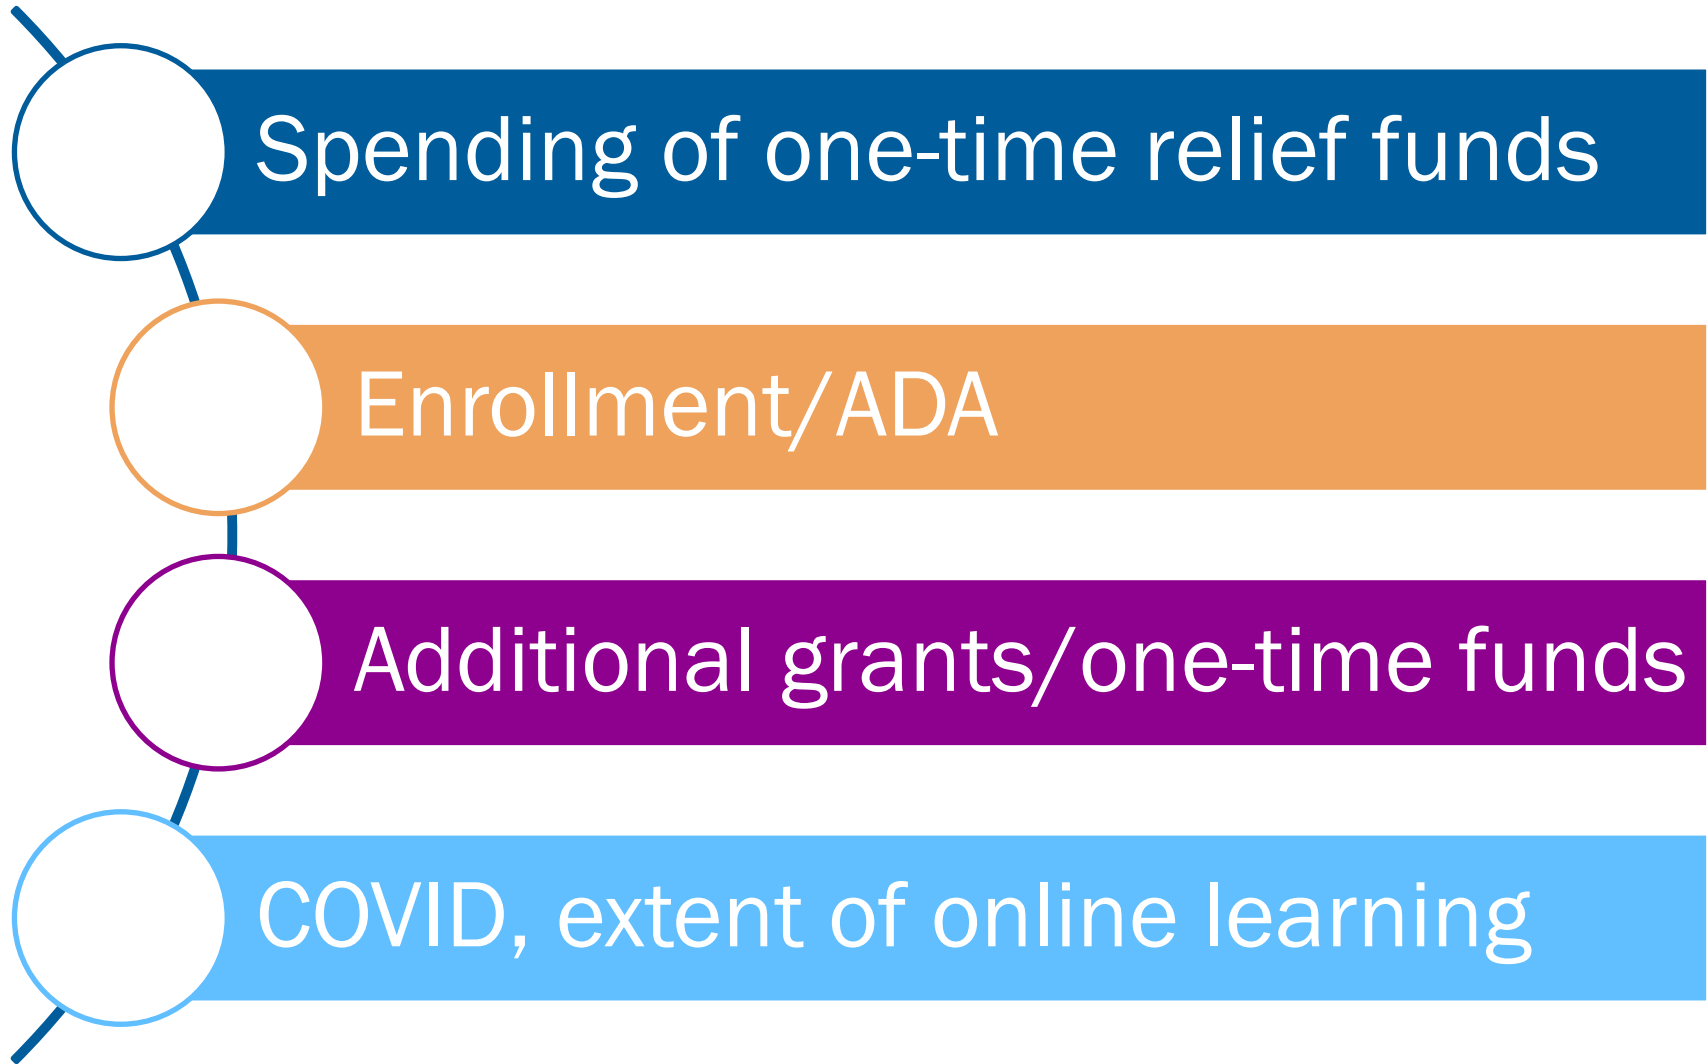 Spending of one-time relief funds
Enrollment/ADA
Additional grants/one-time funds
COVID, extent of online learning